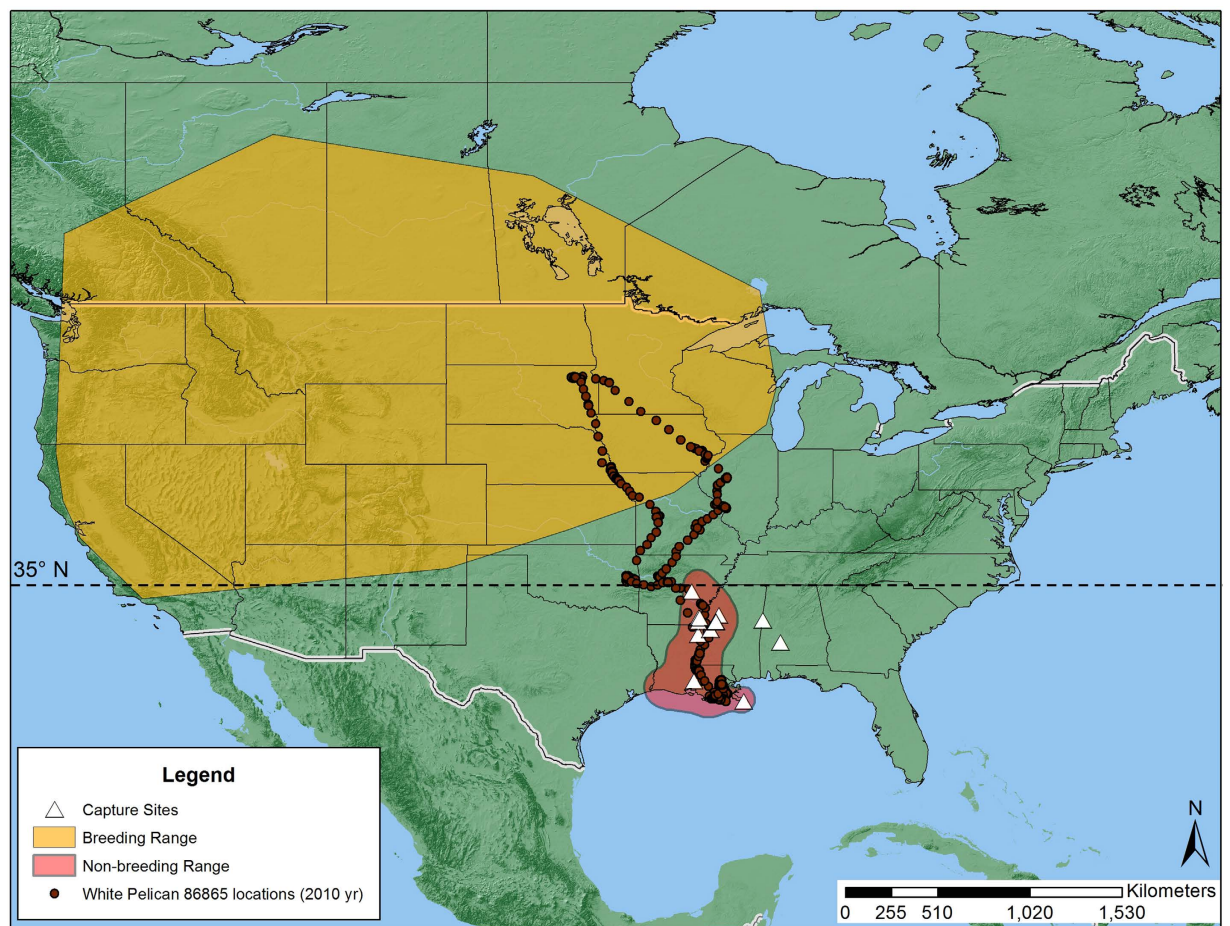 35° N
Legend
Capture Sites
Breeding Range
Non-breeding Range
White Pelican 86865 locations (2010 yr)
N
Kilometers
0 255 510 1,020 1,530